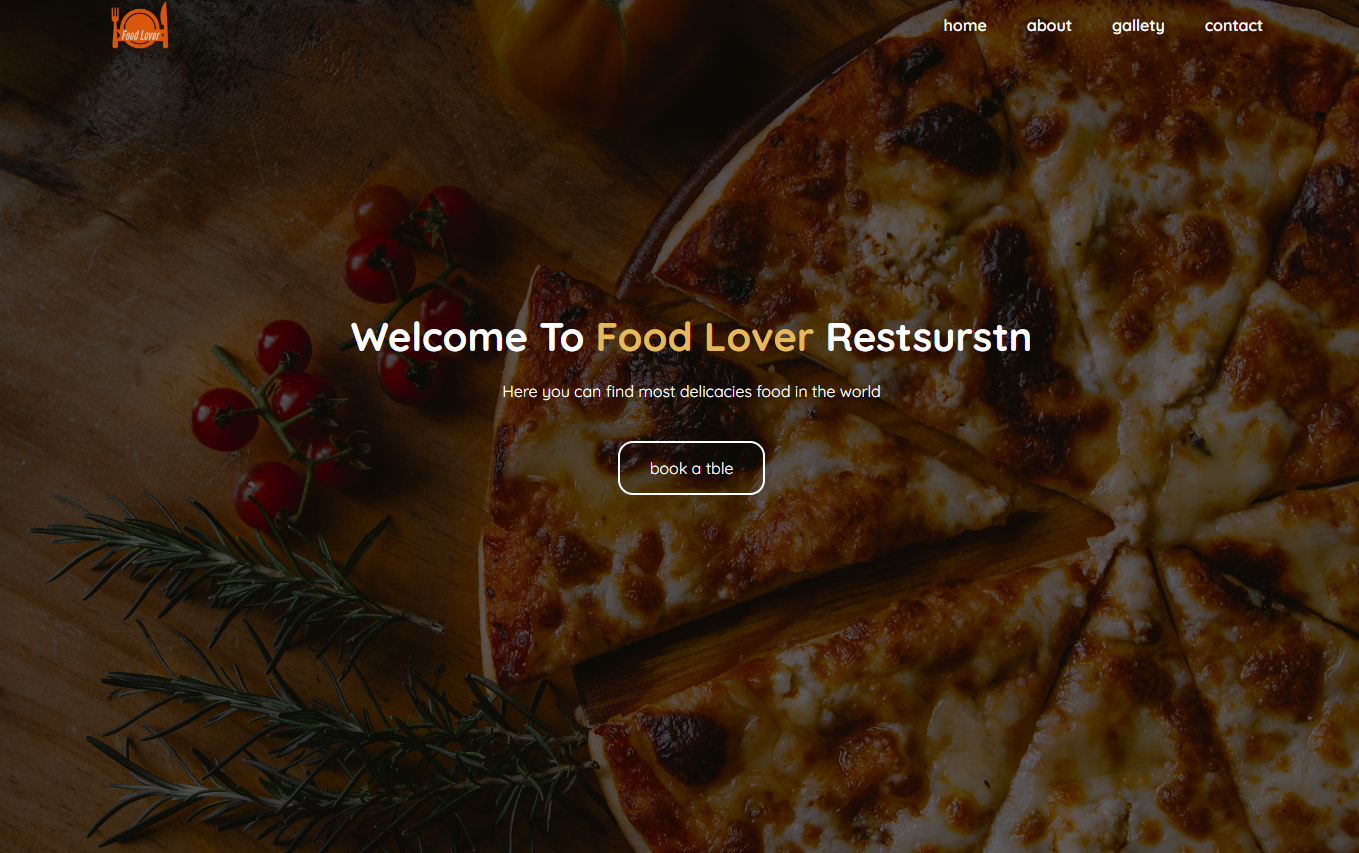 Food Lover
home about gallety contact
Welcome To Food Lover Restsurstn
Here you can find most delicacies food in the world
book a tble